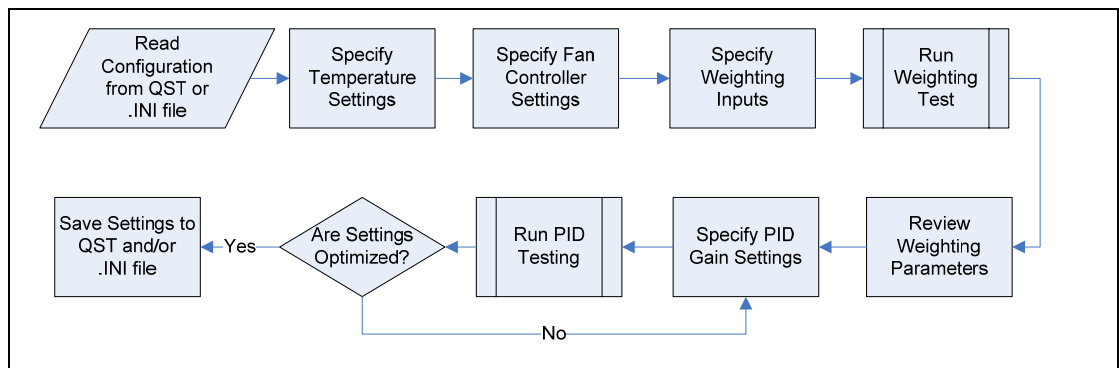 Read
Configuration
from QST or
.INI file
Specify
Temperature
Settings
Specify Fan
Controller
Settings
Specify
Weighting
Inputs
Run
Weighting
Test
Review
Weighting
Parameters
Specify PID
Gain Settings
Run PID
Testing
Are Settings
Optimized?
Yes
Save Settings to
QST and/or
.INI file
No